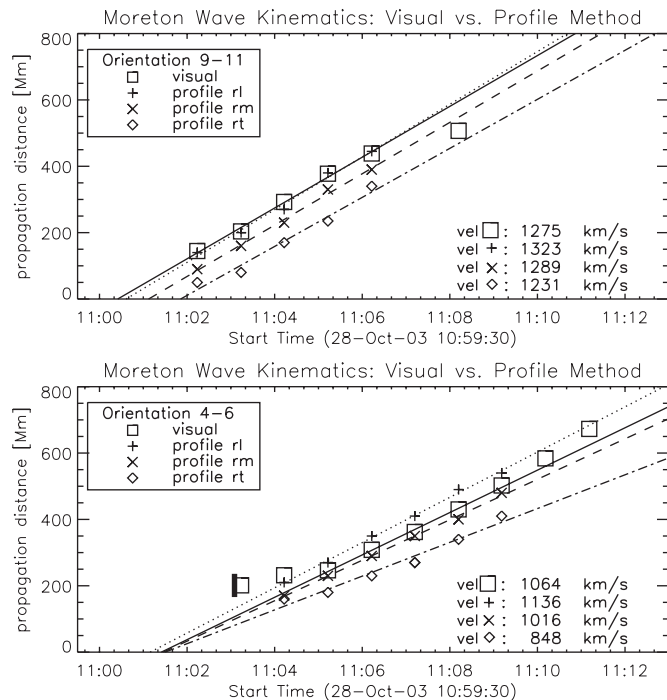 Moreton Wave Kinematics: Visual vs. Profile Method
800
600
400
200
0
propagation distance [Mm]
Orientation 9-11
visual
profile rl
profile rm
profile rt
vel □: 1275 km/s
vel +: 1323 km/s
vel ×: 1289 km/s
vel ◇: 1231 km/s
11:00 11:02 11:04 11:06 11:08 11:10 11:12
Start Time (28-Oct-03 10:59:30)
Moreton Wave Kinematics: Visual vs. Profile Method
800
600
400
200
0
propagation distance [Mm]
Orientation 4-6
visual
profile rl
profile rm
profile rt
vel □: 1064 km/s
vel +: 1136 km/s
vel ×: 1016 km/s
vel ◇: 848 km/s
11:00 11:02 11:04 11:06 11:08 11:10 11:12
Start Time (28-Oct-03 10:59:30)